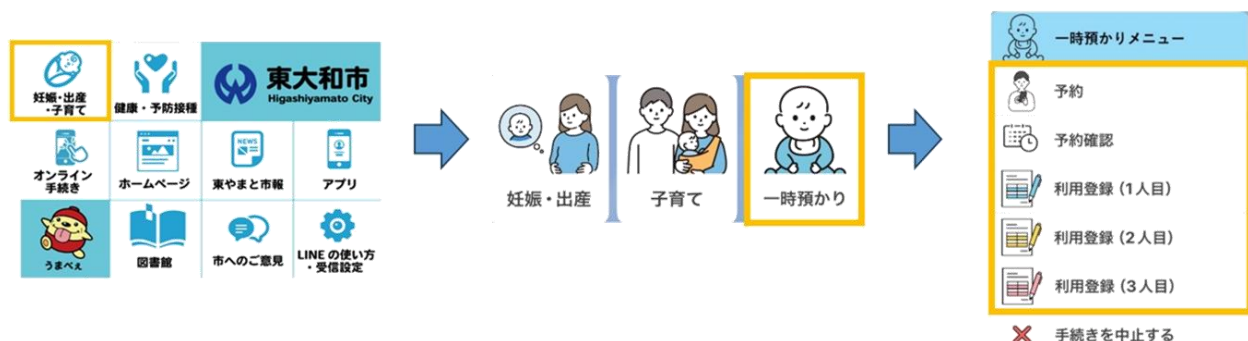 妊娠・出産
・子育て
健康・予防接種
東大和市
Higashiyamato City
オンライン
手続き
ホームページ
NEWS
東やまと市報
アプリ
うまべぇ
図書館
市へのご意見
LINEの使い方
・受信設定
妊娠・出産
子育て
一時預かり
一時預かりメニュー
予約
予約確認
利用登録(1人目)
利用登録(2人目)
利用登録(3人目)
手続きを中止する